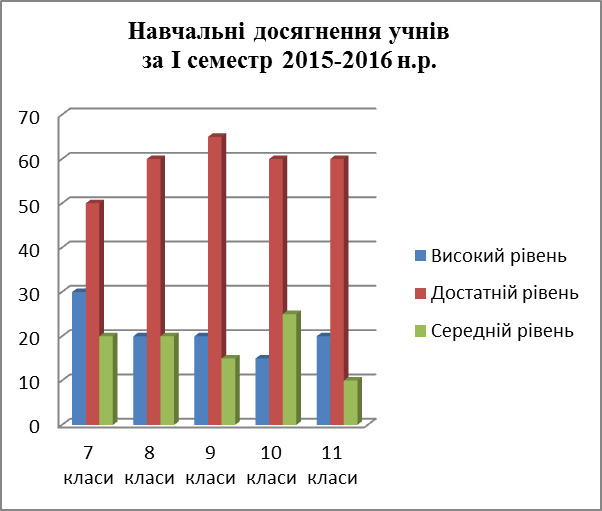 Навчальні досягнення учнів
за І семестр 2015-2016 н.р.
70
60
50
40
30
20
10
0
7
класи
8
класи
9
класи
10
класи
11
класи
Високий рівень
Достатній рівень
Середній рівень